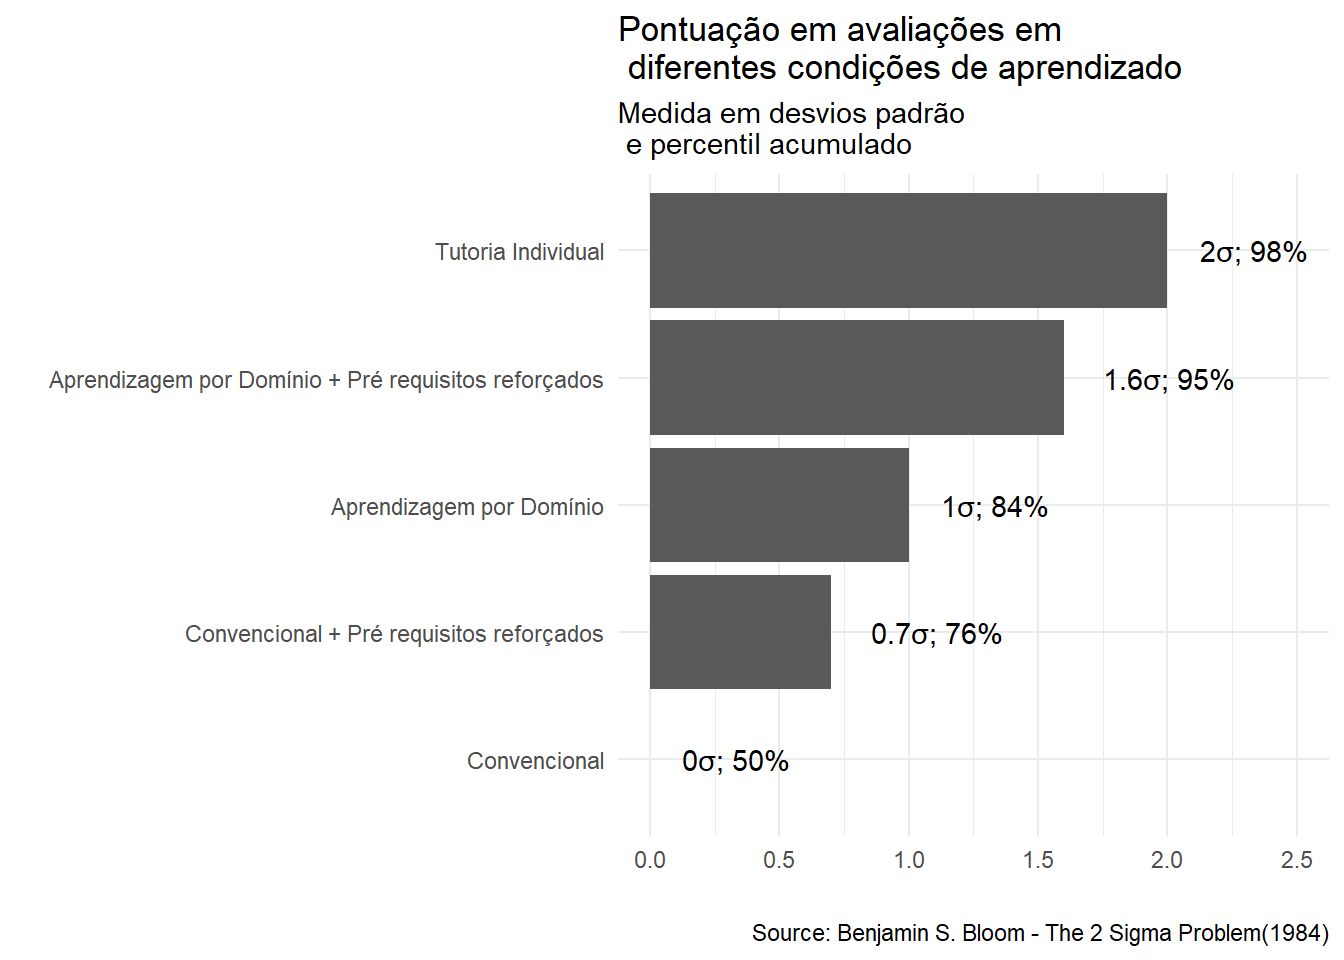 Pontuação em avaliações em
diferentes condições de aprendizado
Medida em desvios padrão
e percentil acumulado
Tutoria Individual
2σ; 98%
Aprendizagem por Domínio + Pré requisitos reforçados
1.6σ; 95%
Aprendizagem por Domínio
1σ; 84%
Convencional + Pré requisitos reforçados
0.7σ; 76%
Convencional
0σ; 50%
0.0 0.5 1.0 1.5 2.0 2.5
Source: Benjamin S. Bloom - The 2 Sigma Problem(1984)